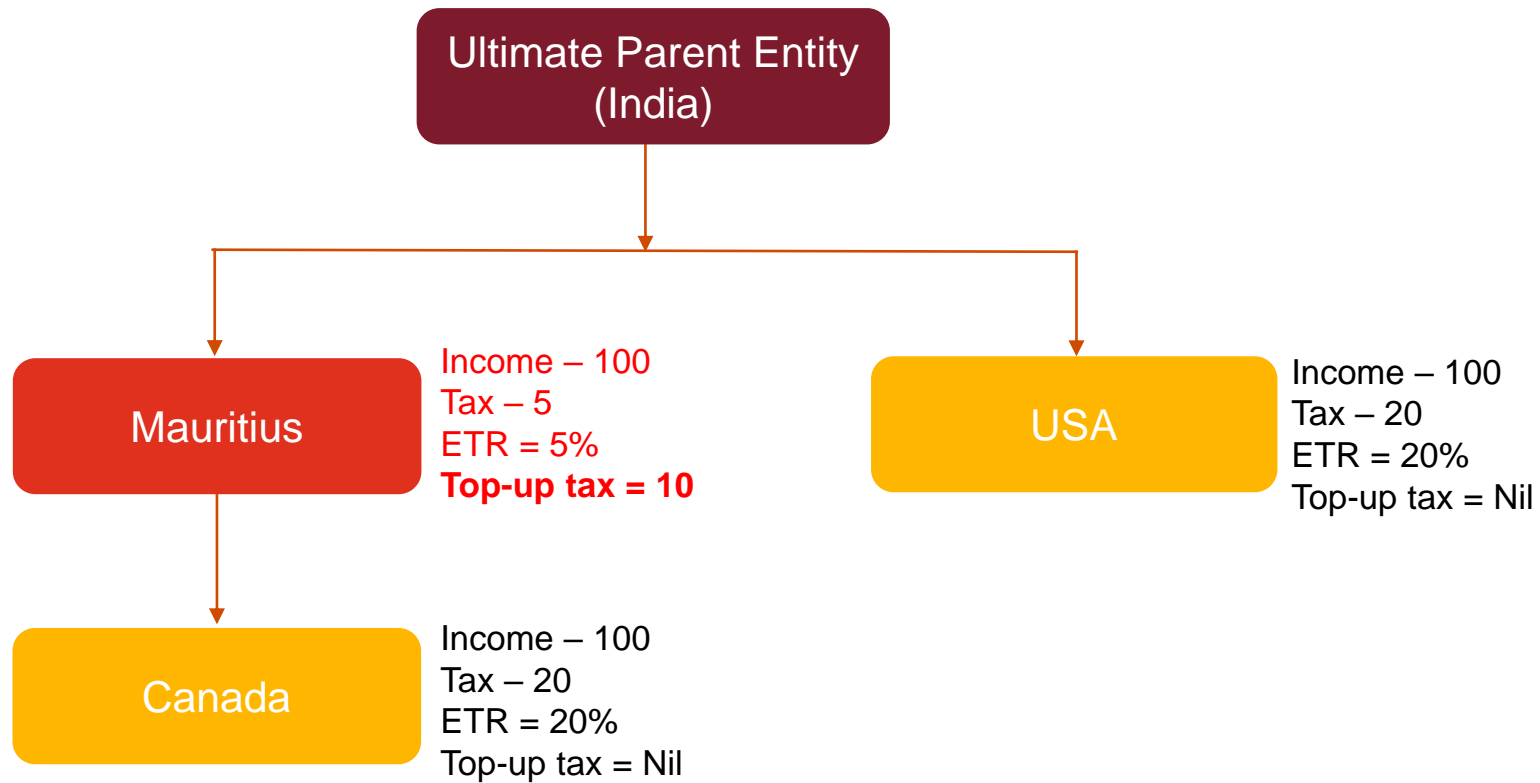 Ultimate Parent Entity
(India)
Mauritius
Income – 100
Tax – 5
ETR = 5%
Top-up tax = 10
USA
Income – 100
Tax – 20
ETR = 20%
Top-up tax = Nil
Canada
Income – 100
Tax – 20
ETR = 20%
Top-up tax = Nil